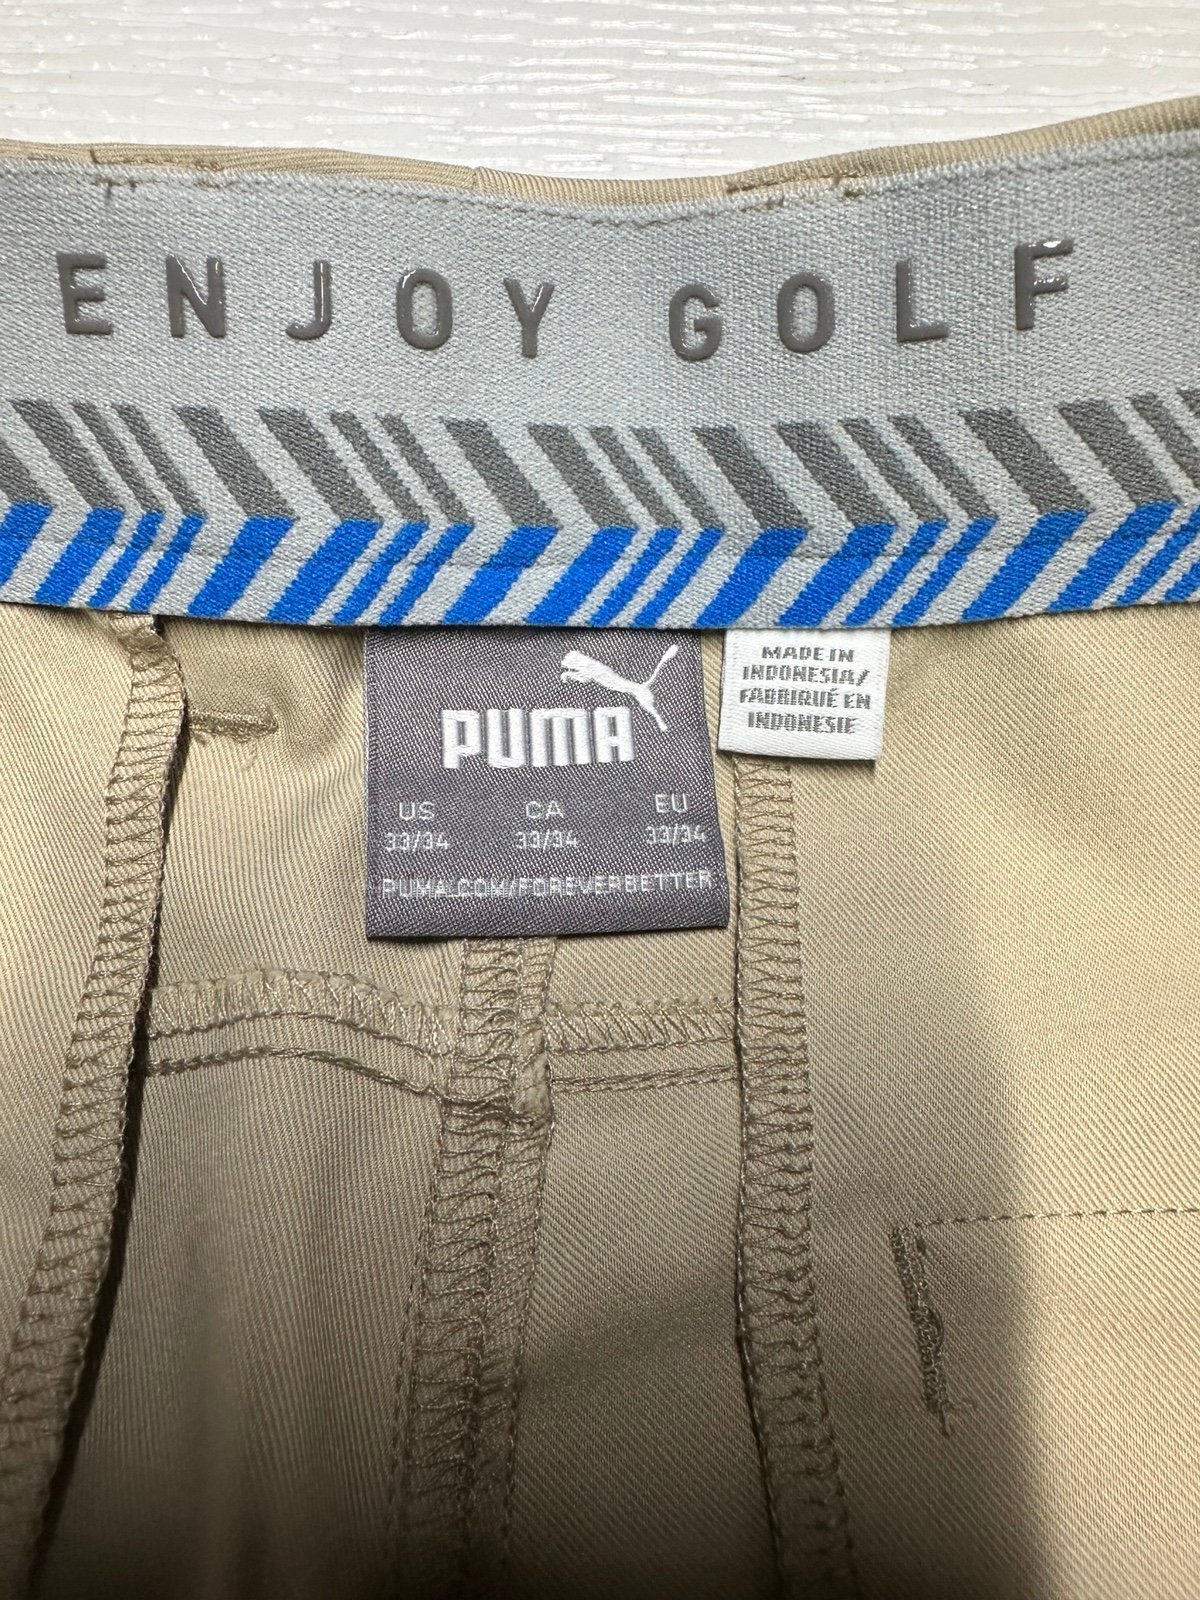 ENJOY GOLF
PUMA
US CA EU
33/34 33/34 33/34
PUMA.COM/FOREVERBETTER
MADE IN
INDONESIA/
FABRIQUÉ EN
INDONESIE